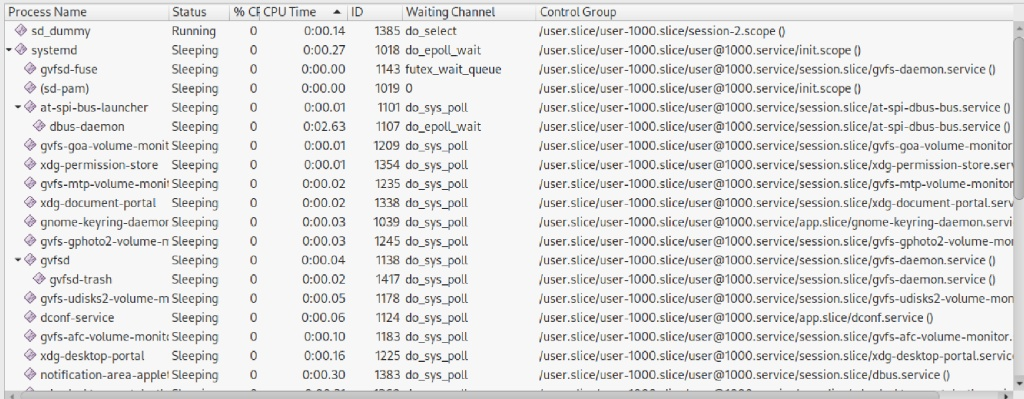 Process Name Status % CF CPU Time ID Waiting Channel Control Group
sd_dummy Running 0 0:00.14 1385 do_select /user.slice/user-1000.slice/session-2.scope ()
systemd Sleeping 0 0:00.27 1018 do_epoll_wait /user.slice/user-1000.slice/user@1000.service/init.scope ()
gvfsd-fuse Sleeping 0 0:00.00 1143 futex_wait_queue /user.slice/user-1000.slice/user@1000.service/session.slice/gvfs-daemon.service ()
(sd-pam) Sleeping 0 0:00.00 1019 0 /user.slice/user-1000.slice/user@1000.service/init.scope ()
at-spi-bus-launcher Sleeping 0 0:00.01 1101 do_sys_poll /user.slice/user-1000.slice/user@1000.service/session.slice/at-spi-dbus-bus.service ()
dbus-daemon Sleeping 0 0:02.63 1107 do_epoll_wait /user.slice/user-1000.slice/user@1000.service/session.slice/at-spi-dbus-bus.service ()
gvfs-goa-volume-monit Sleeping 0 0:00.01 1209 do_sys_poll /user.slice/user-1000.slice/user@1000.service/session.slice/gvfs-goa-volume-monitor
xdg-permission-store Sleeping 0 0:00.01 1354 do_sys_poll /user.slice/user-1000.slice/user@1000.service/session.slice/xdg-permission-store.serv
gvfs-mtp-volume-monit Sleeping 0 0:00.02 1235 do_sys_poll /user.slice/user-1000.slice/user@1000.service/session.slice/gvfs-mtp-volume-monitor
xdg-document-portal Sleeping 0 0:00.02 1338 do_sys_poll /user.slice/user-1000.slice/user@1000.service/session.slice/xdg-document-portal.serv
gnome-keyring-daemon Sleeping 0 0:00.03 1039 do_sys_poll /user.slice/user-1000.slice/user@1000.service/app.slice/gnome-keyring-daemon.servi
gvfs-gphoto2-volume-m Sleeping 0 0:00.03 1245 do_sys_poll /user.slice/user-1000.slice/user@1000.service/session.slice/gvfs-gphoto2-volume-mo
gvfsd Sleeping 0 0:00.04 1138 do_sys_poll /user.slice/user-1000.slice/user@1000.service/session.slice/gvfs-daemon.service ()
gvfsd-trash Sleeping 0 0:00.02 1417 do_sys_poll /user.slice/user-1000.slice/user@1000.service/session.slice/gvfs-daemon.service ()
gvfs-udisks2-volume-m Sleeping 0 0:00.05 1178 do_sys_poll /user.slice/user-1000.slice/user@1000.service/session.slice/gvfs-udisks2-volume-mon
dconf-service Sleeping 0 0:00.06 1124 do_sys_poll /user.slice/user-1000.slice/user@1000.service/app.slice/dconf.service ()
gvfs-afc-volume-monito Sleeping 0 0:00.10 1183 do_sys_poll /user.slice/user-1000.slice/user@1000.service/session.slice/gvfs-afc-volume-monitor.
xdg-desktop-portal Sleeping 0 0:00.16 1225 do_sys_poll /user.slice/user-1000.slice/user@1000.service/session.slice/xdg-desktop-portal.servic
notification-area-applet Sleeping 0 0:00.30 1383 do_sys_poll /user.slice/user-1000.slice/user@1000.service/session.slice/dbus.service ()